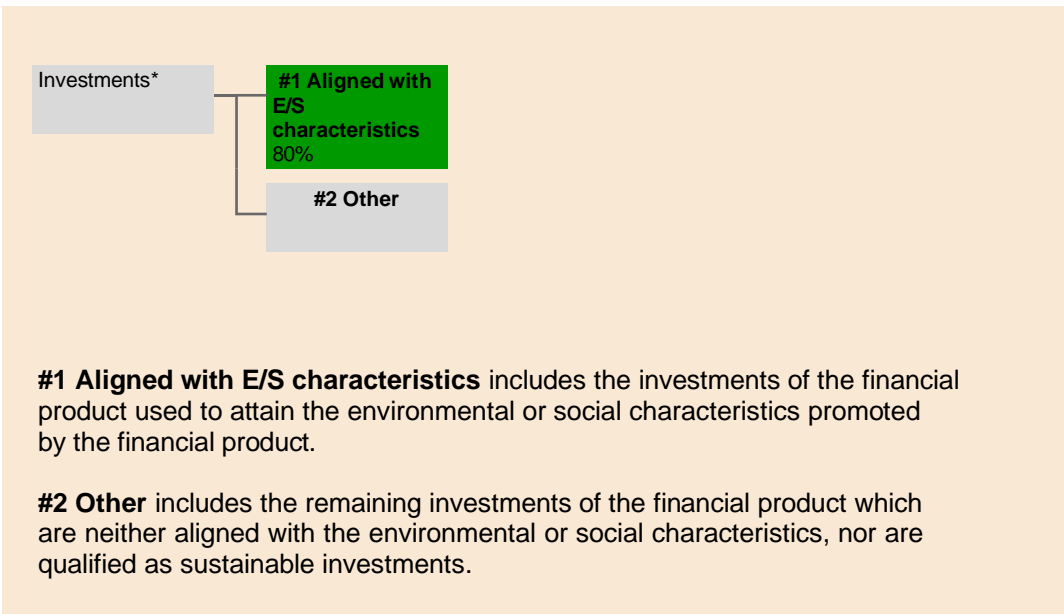 Investments*
#1 Aligned with
E/S
characteristics
80%
#2 Other
#1 Aligned with E/S characteristics includes the investments of the financial
product used to attain the environmental or social characteristics promoted
by the financial product.
#2 Other includes the remaining investments of the financial product which
are neither aligned with the environmental or social characteristics, nor are
qualified as sustainable investments.